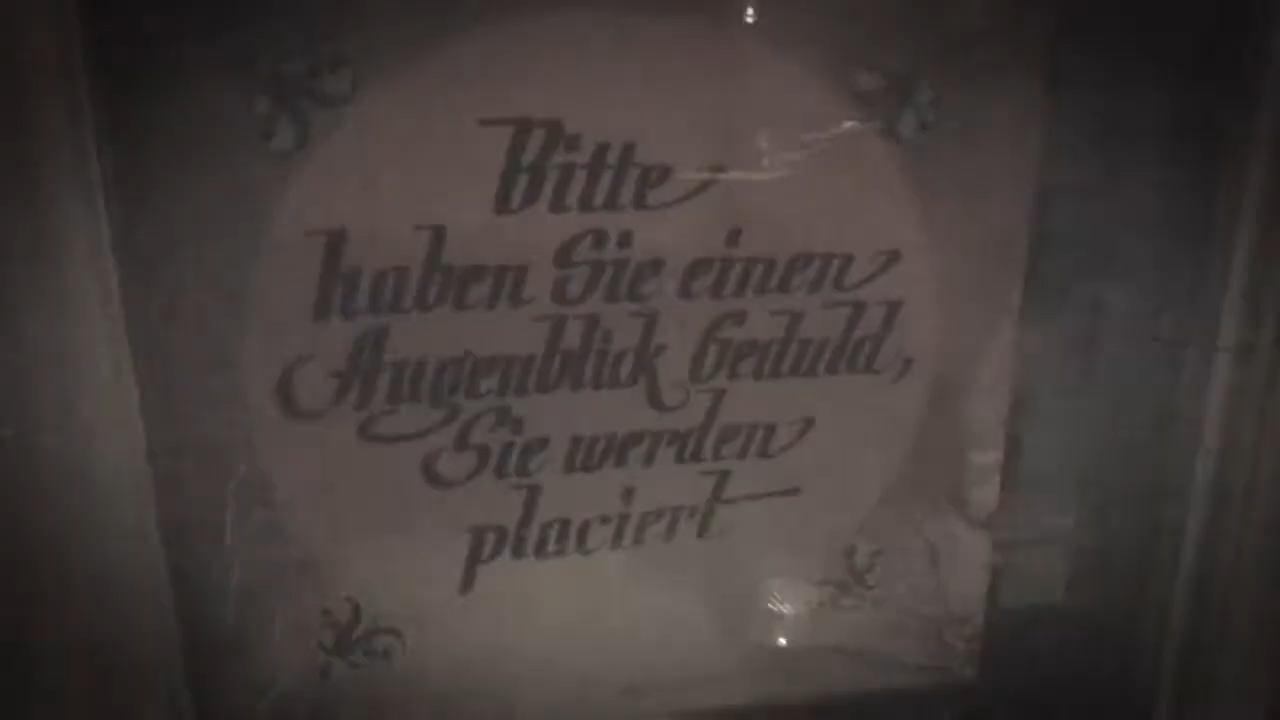 Bitte
haben Sie einen
Augenblick Geduld,
Sie werden
placiert